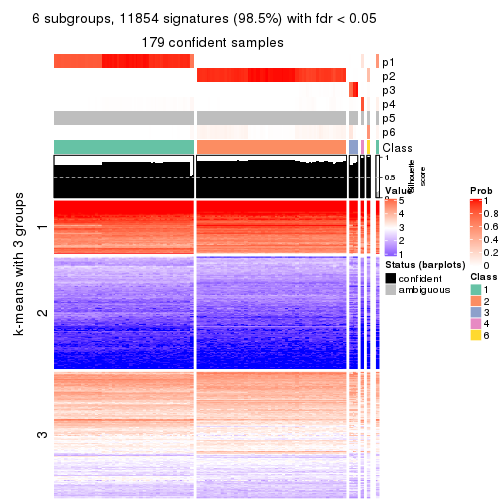 6 subgroups, 11854 signatures (98.5%) with fdr < 0.05
179 confident samples
p1
p2
p3
p4
p5
p6
Class
1
0.5
0
Silhouette
score
k-means with 3 groups
1
2
3
Value
5
4
3
2
1
Status (barplots)
confident
ambiguous
Prob
1
0.8
0.6
0.4
0.2
0
Class
1
2
3
4
6